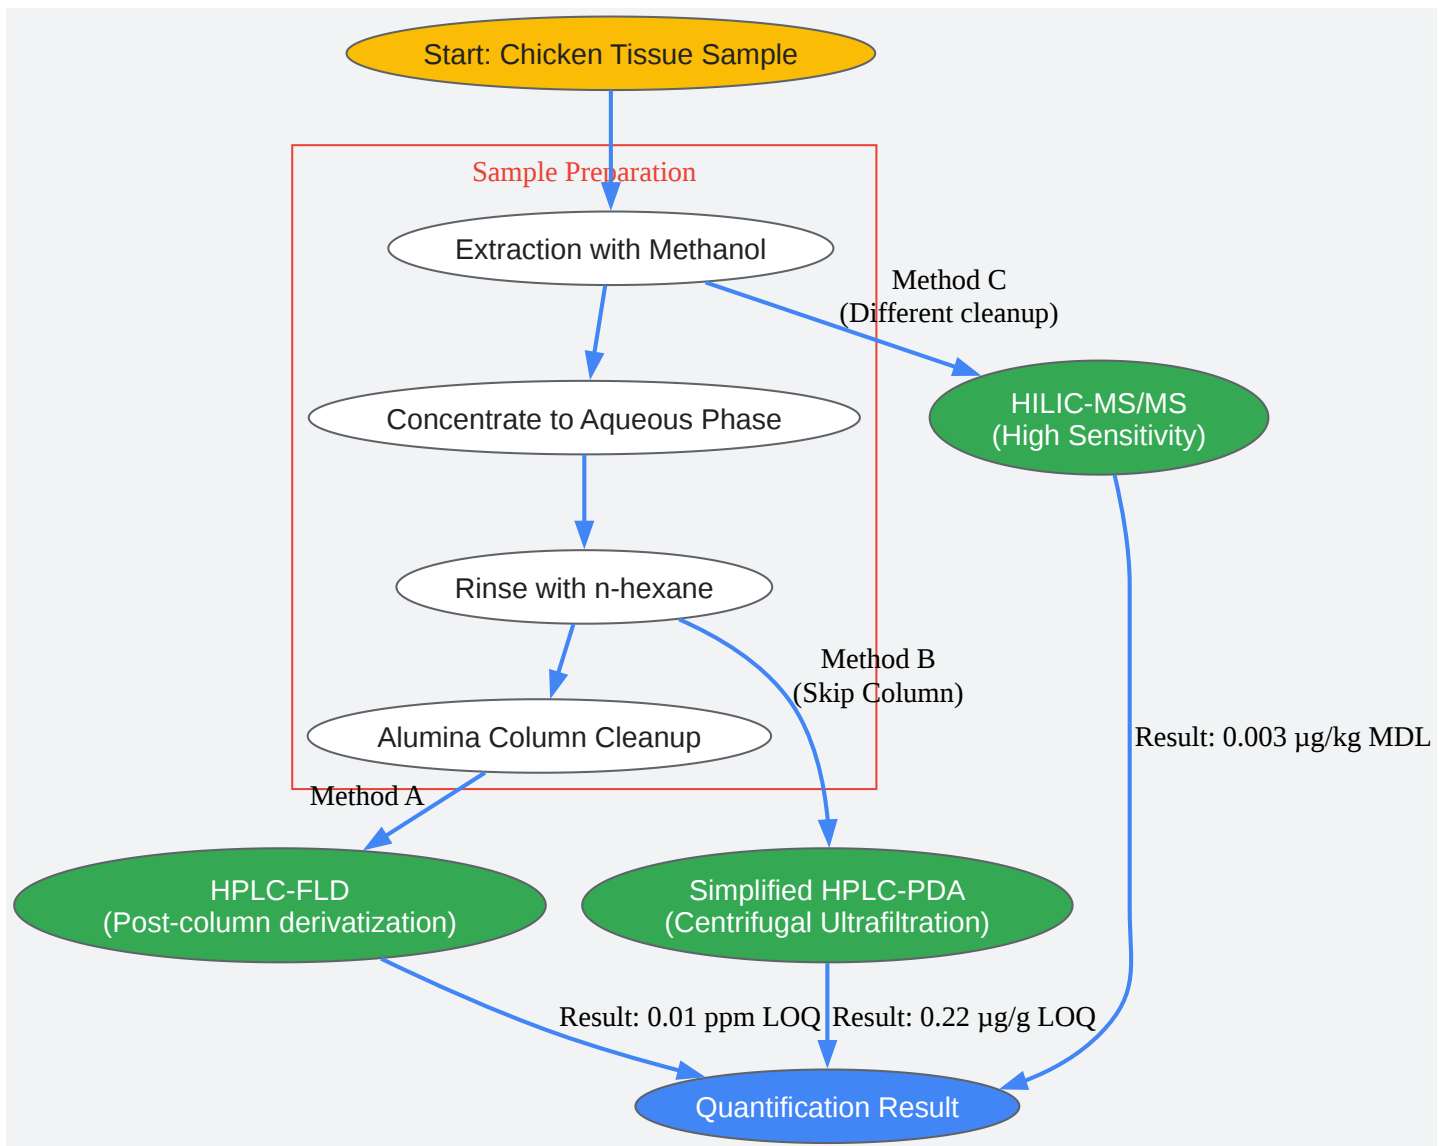 Start: Chicken Tissue Sample
Sample Preparation
Extraction with Methanol
Method C
(Different cleanup)
Concentrate to Aqueous Phase
HILIC-MS/MS
(High Sensitivity)
Rinse with n-hexane
Method B
(Skip Column)
Alumina Column Cleanup
Result: 0.003 µg/kg MDL
Method A
HPLC-FLD
(Post-column derivatization)
Simplified HPLC-PDA
(Centrifugal Ultrafiltration)
Result: 0.01 ppm LOQ
Result: 0.22 µg/g LOQ
Quantification Result